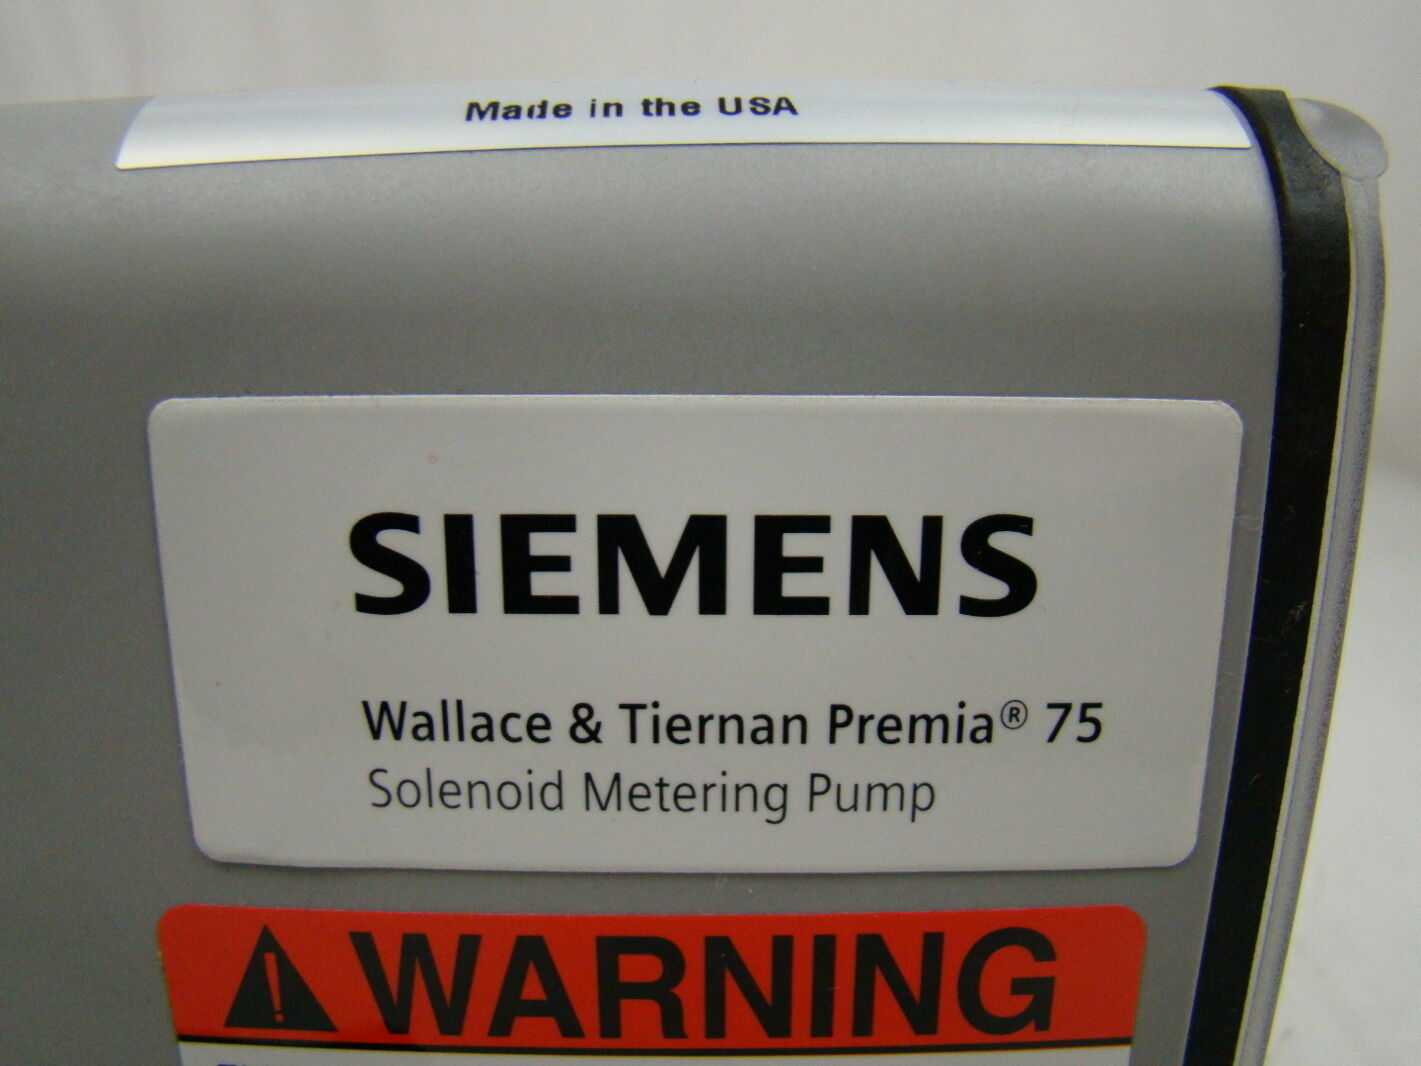 Made in the USA
SIEMENS
Wallace & Tiernan Premia® 75
Solenoid Metering Pump
WARNING